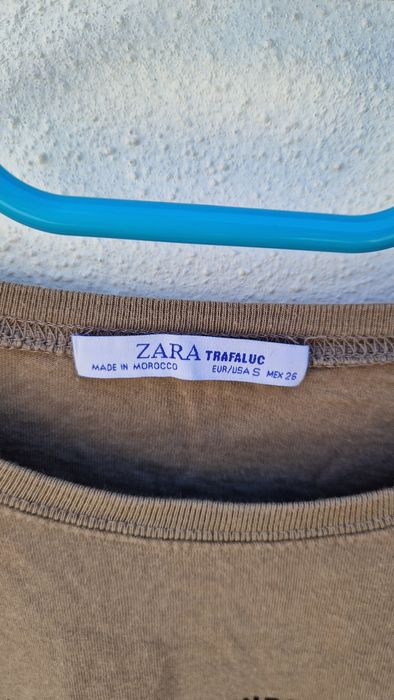 ZARA TRAFALUC
MADE IN MOROCCO EUR/USA S MEX 26